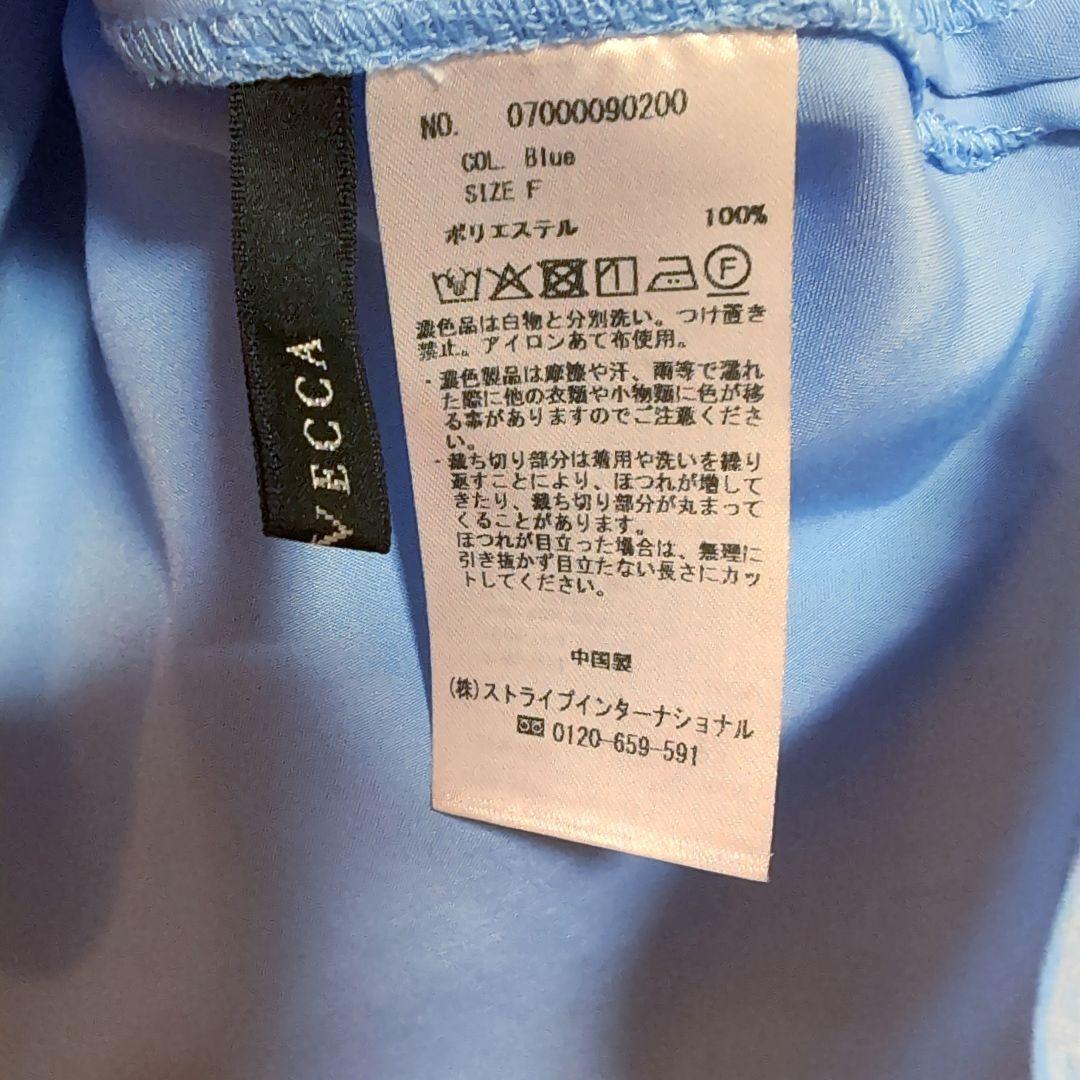 NO. 07000090200
COL. Blue
SIZE F
ポリエステル 100%
F
濃色品は白物と分別洗い。つけ置き
禁止。アイロンあて布使用。
・濃色製品は摩擦や汗、雨等で濡れ
た際に他の衣類や小物類に色が移
る事がありますのでご注意くださ
い。
・裁ち切り部分は着用や洗いを繰り
返すことにより、ほつれが増して
きたり、裁ち切り部分が丸まって
くることがあります。
ほつれが目立った場合は、無理に
引き抜かず目立たない長さにカッ
トしてください。
中国製
(株)ストライプインターナショナル
0120-659-591
VECCA